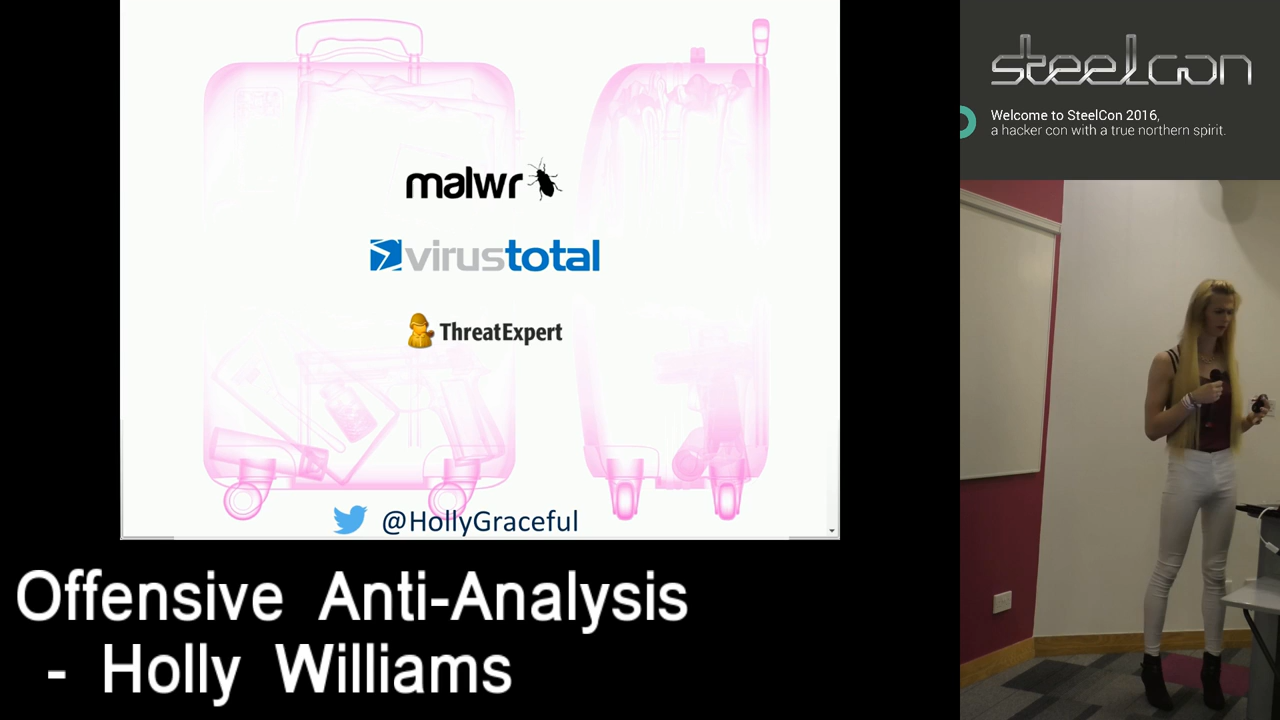 malwr
virustotal
ThreatExpert
@HollyGraceful
Offensive Anti-Analysis
- Holly Williams
steelcon
Welcome to SteelCon 2016,
a hacker con with a true northern spirit.